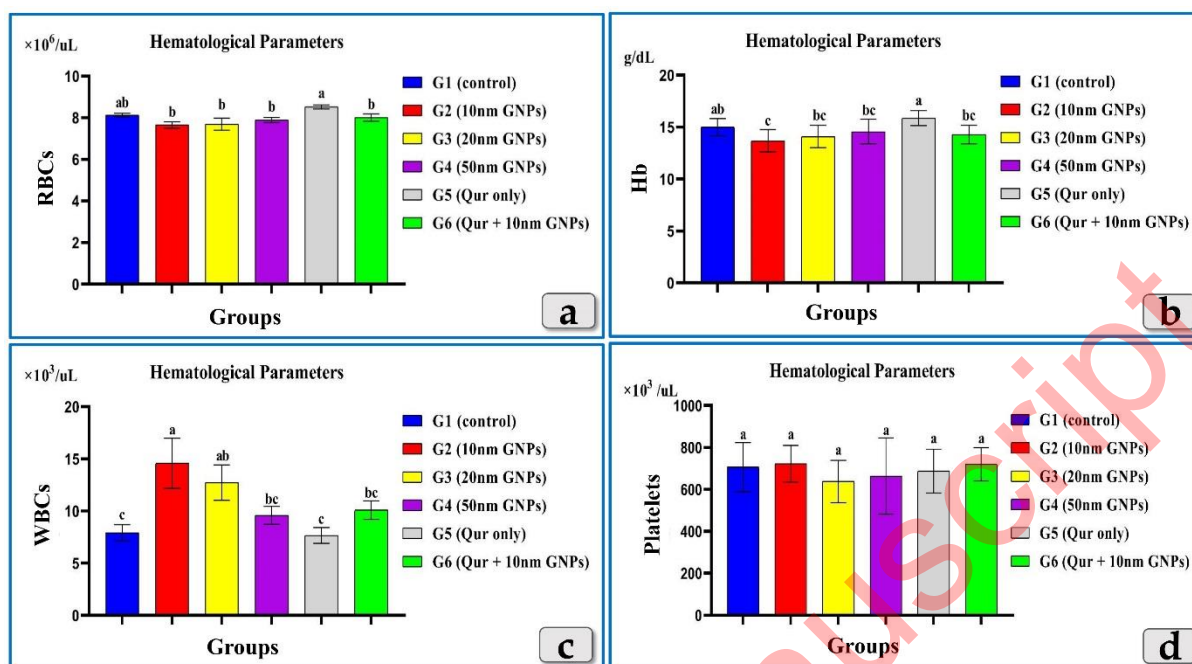 ×10⁶/uL
Hematological Parameters
10
8
6
4
2
0
RBCs
ab
b
b
b
a
b
G1 (control)
G2 (10nm GNPs)
G3 (20nm GNPs)
G4 (50nm GNPs)
G5 (Qur only)
G6 (Qur + 10nm GNPs)
Groups
a
Hematological Parameters
g/dL
20
15
10
5
0
Hb
ab
c
bc
bc
a
bc
G1 (control)
G2 (10nm GNPs)
G3 (20nm GNPs)
G4 (50nm GNPs)
G5 (Qur only)
G6 (Qur + 10nm GNPs)
Groups
b
×10³/uL
Hematological Parameters
20
15
10
5
0
WBCs
c
a
ab
bc
c
bc
G1 (control)
G2 (10nm GNPs)
G3 (20nm GNPs)
G4 (50nm GNPs)
G5 (Qur only)
G6 (Qur + 10nm GNPs)
Groups
c
Hematological Parameters
×10³ /uL
1000
800
600
400
200
0
Platelets
a
a
a
a
a
a
G1 (control)
G2 (10nm GNPs)
G3 (20nm GNPs)
G4 (50nm GNPs)
G5 (Qur only)
G6 (Qur + 10nm GNPs)
Groups
d